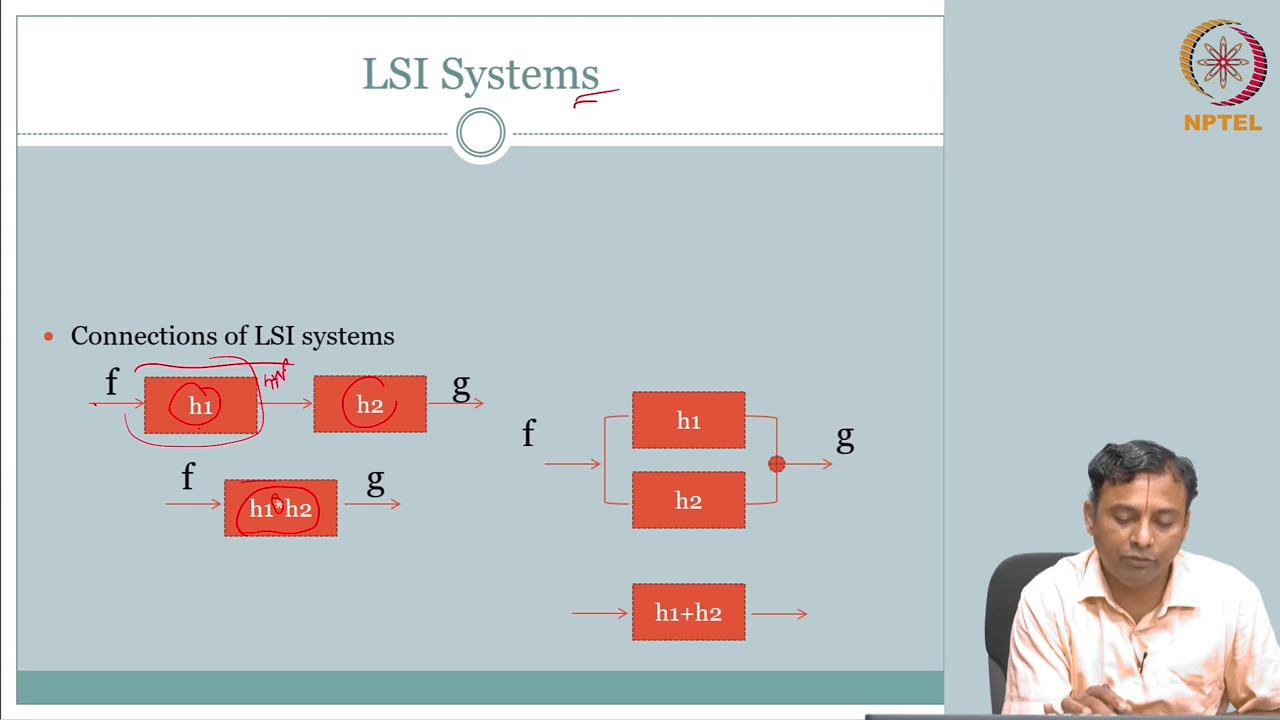 LSI Systems
NPTEL
• Connections of LSI systems
f
h1
h2
g
f
h1*h2
g
f
h1
h2
g
h1+h2